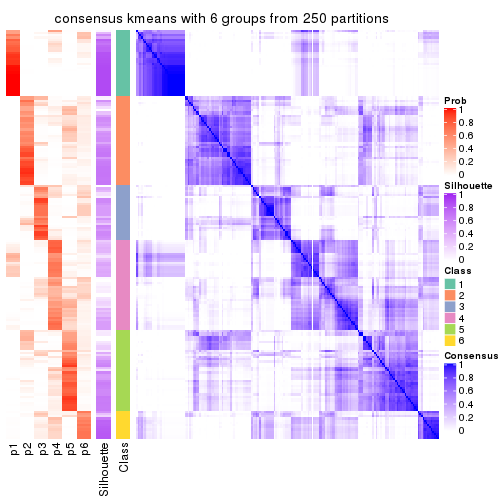 consensus kmeans with 6 groups from 250 partitions
Prob
1
0.8
0.6
0.4
0.2
0
Silhouette
1
0.8
0.6
0.4
0.2
0
Class
1
2
3
4
5
6
Consensus
1
0.8
0.6
0.4
0.2
0
p1
p2
p3
p4
p5
p6
Silhouette
Class